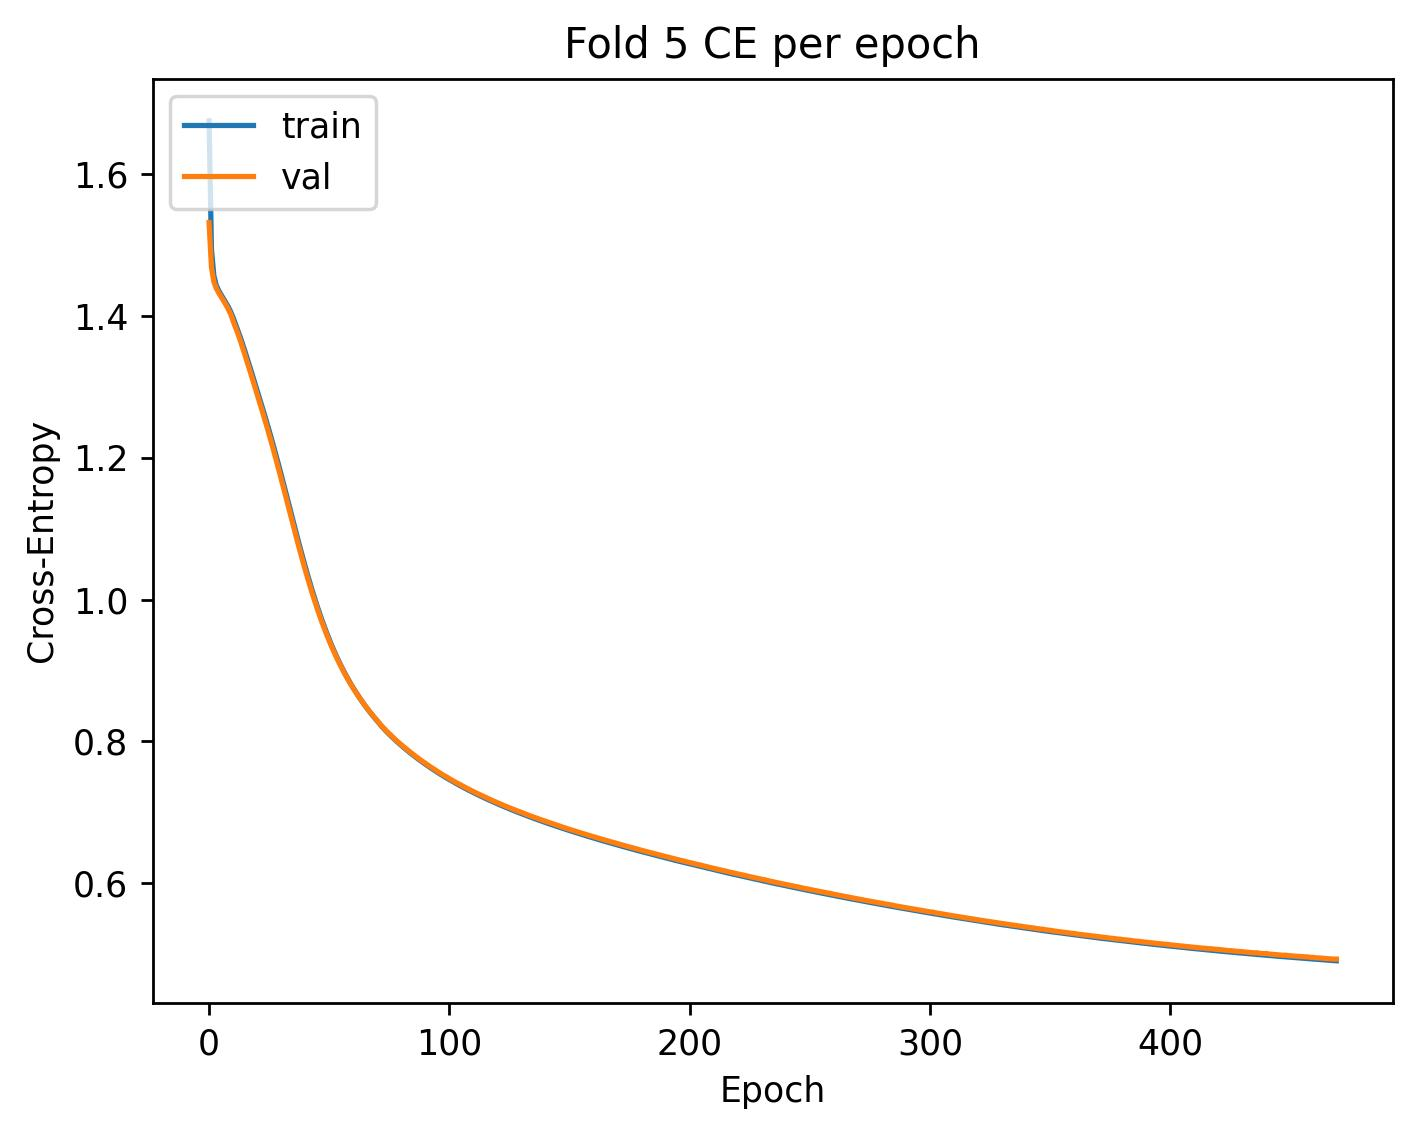 Fold 5 CE per epoch
train
val
Cross-Entropy
1.6
1.4
1.2
1.0
0.8
0.6
0 100 200 300 400
Epoch